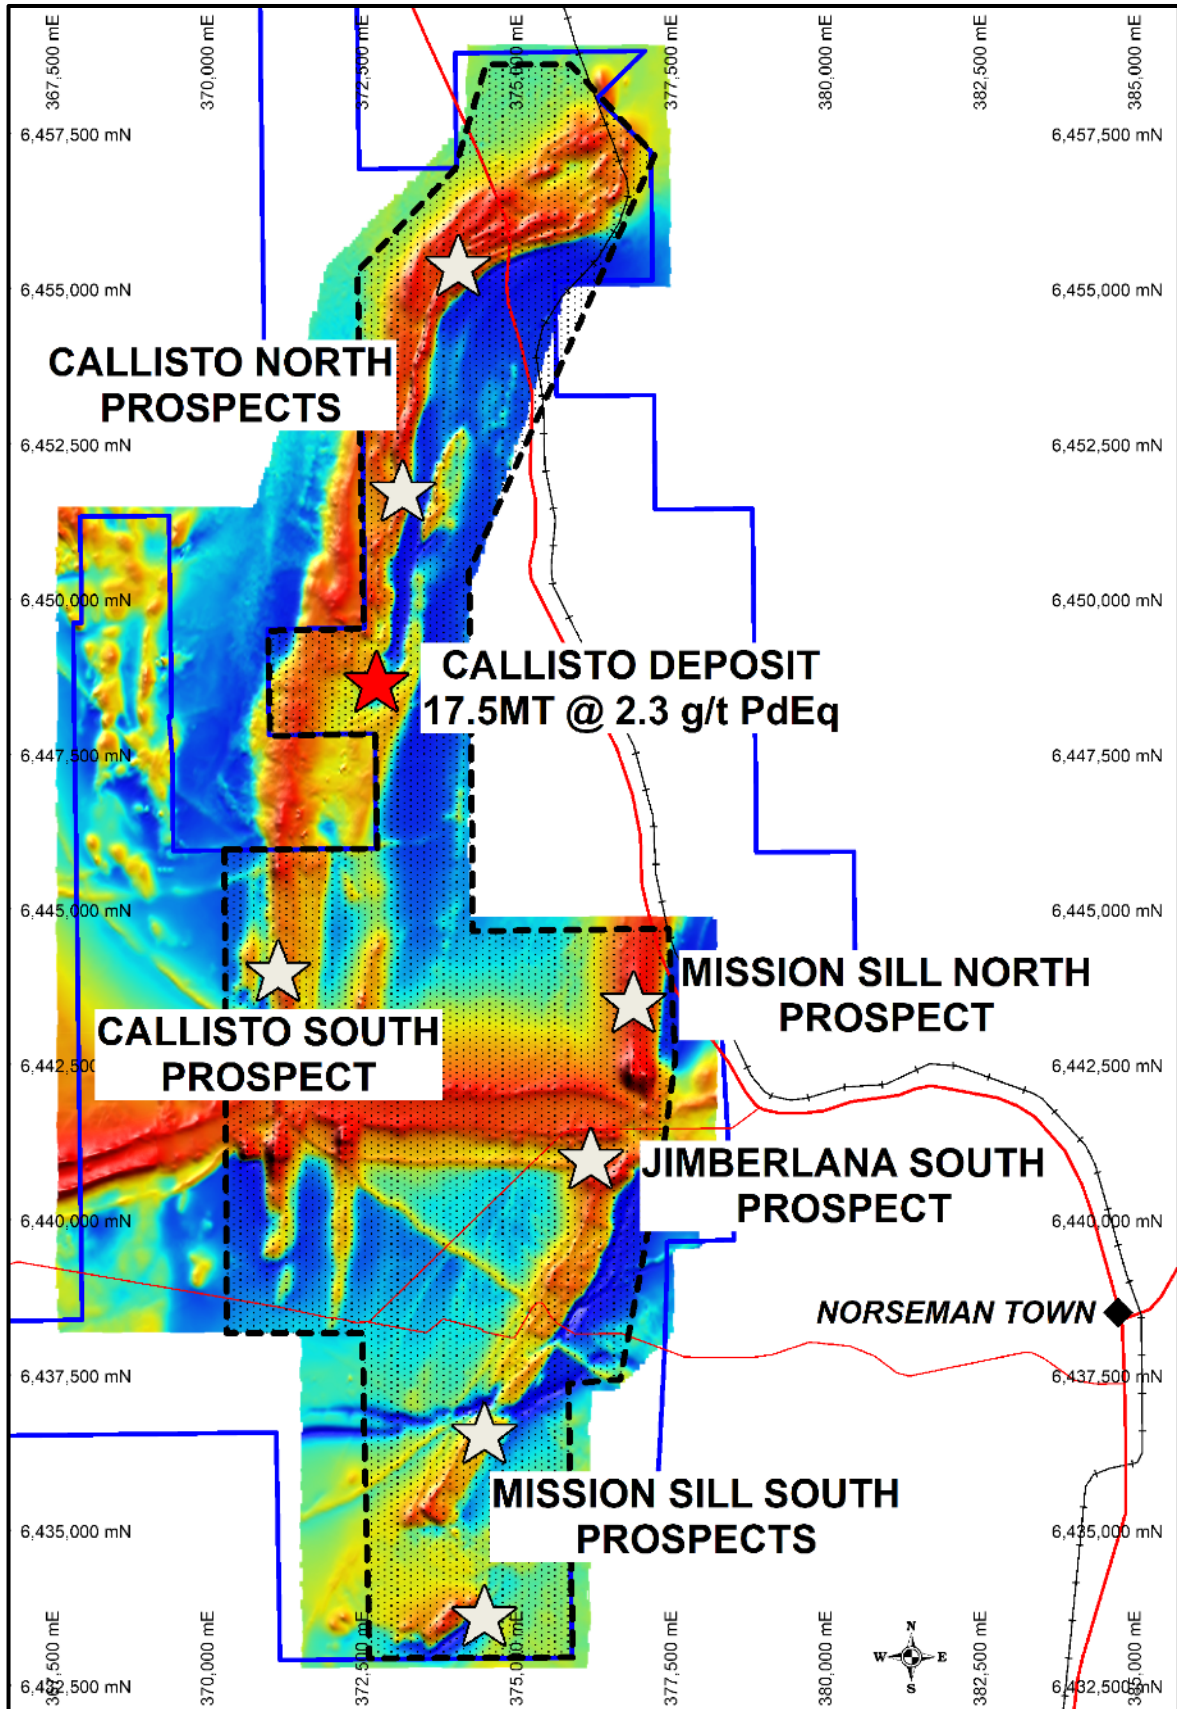 367,500 mE
370,000 mE
372,500 mE
375,000 mE
377,500 mE
380,000 mE
382,500 mE
385,000 mE
6,457,500 mN
6,457,500 mN
6,455,000 mN
6,455,000 mN
CALLISTO NORTH
PROSPECTS
6,452,500 mN
6,452,500 mN
6,450,000 mN
6,450,000 mN
CALLISTO DEPOSIT
17.5MT @ 2.3 g/t PdEq
6,447,500 mN
6,447,500 mN
6,445,000 mN
6,445,000 mN
MISSION SILL NORTH
PROSPECT
CALLISTO SOUTH
PROSPECT
6,442,500
6,442,500 mN
JIMBERLANA SOUTH
PROSPECT
6,440,000 mN
6,440,000 mN
NORSEMAN TOWN
6,437,500 mN
6,437,500 mN
MISSION SILL SOUTH
PROSPECTS
6,435,000 mN
6,435,000 mN
N
W E
S
6,432,500 mN
6,432,500 mN
367,500 mE
370,000 mE
372,500 mE
375,000 mE
377,500 mE
380,000 mE
382,500 mE
385,000 mE